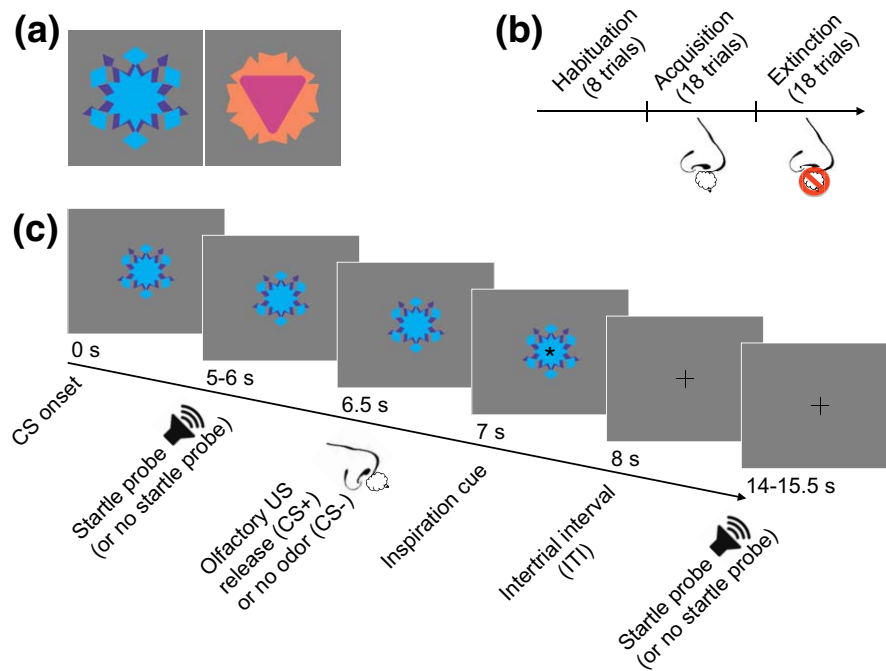 (a)
(b)
Habituation
(8 trials)
Acquisition
(18 trials)
Extinction
(18 trials)
(c)
0 s
5-6 s
6.5 s
7 s
*
8 s
14-15.5 s
CS onset
Startle probe
(or no startle probe)
Olfactory US
release (CS+)
or no odor (CS-)
Inspiration cue
Intertrial interval
(ITI)
Startle probe
(or no startle probe)